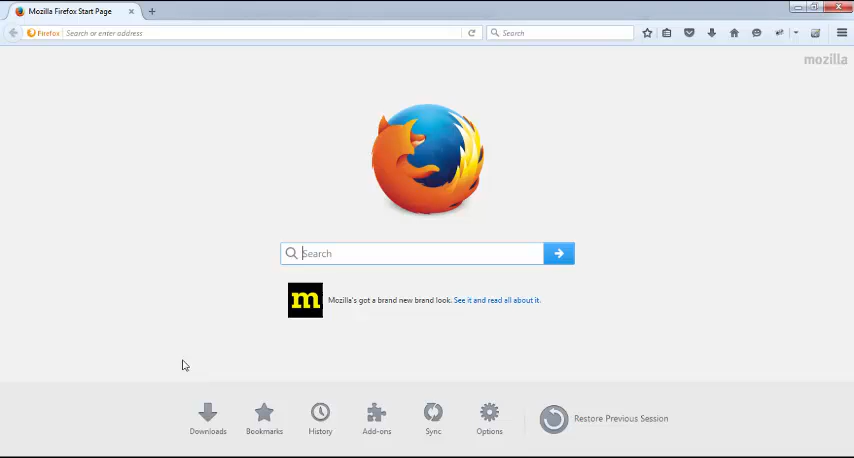 Mozilla Firefox Start Page
Firefox Search or enter address
Search
mozilla
Search
m Mozilla's got a brand new brand look. See it and read all about it.
Downloads Bookmarks History Add-ons Sync Options Restore Previous Session